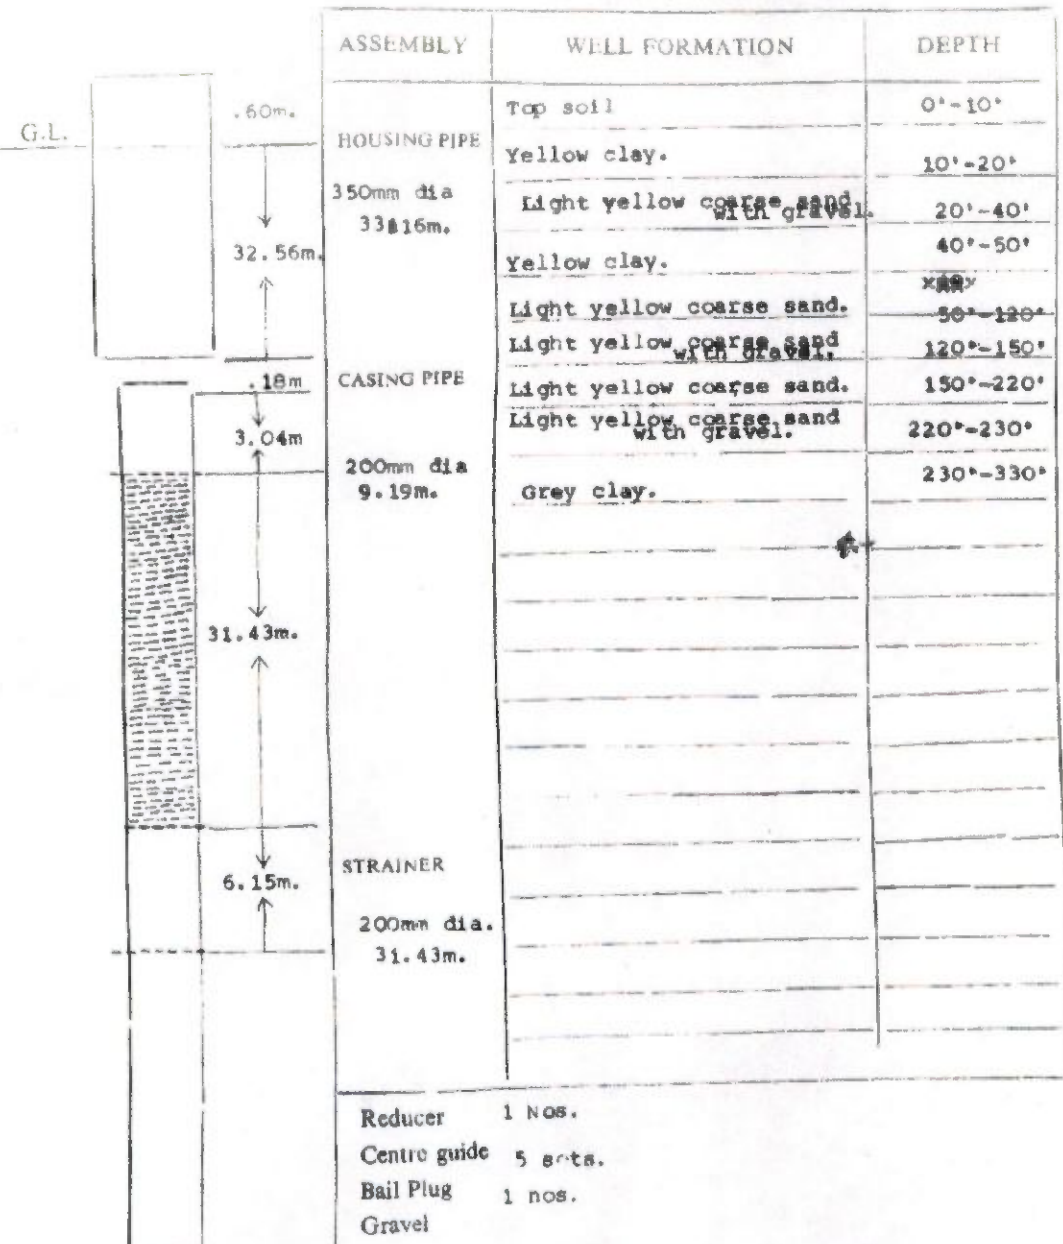 ASSEMBLY WELL FORMATION DEPTH
G.L.
.60m.
32.56m.
.18m
3.04m
31.43m.
6.15m.
HOUSING PIPE
350mm dia
CASING PIPE
200mm dia
9.19m.
STRAINER
200mm dia.
31.43m.
Top soil 0'-10'
Yellow clay. 10'-20'
Light yellow coarse sand with gravel. 20'-40'
Yellow clay. 40'-50'
Light yellow coarse sand. 50'-120'
Light yellow coarse sand with gravel. 120'-150'
Light yellow coarse sand. 150'-220'
Light yellow coarse sand with gravel. 220'-230'
Grey clay. 230'-330'
Reducer 1 Nos.
Centre guide 5 sets.
Bail Plug 1 nos.
Gravel